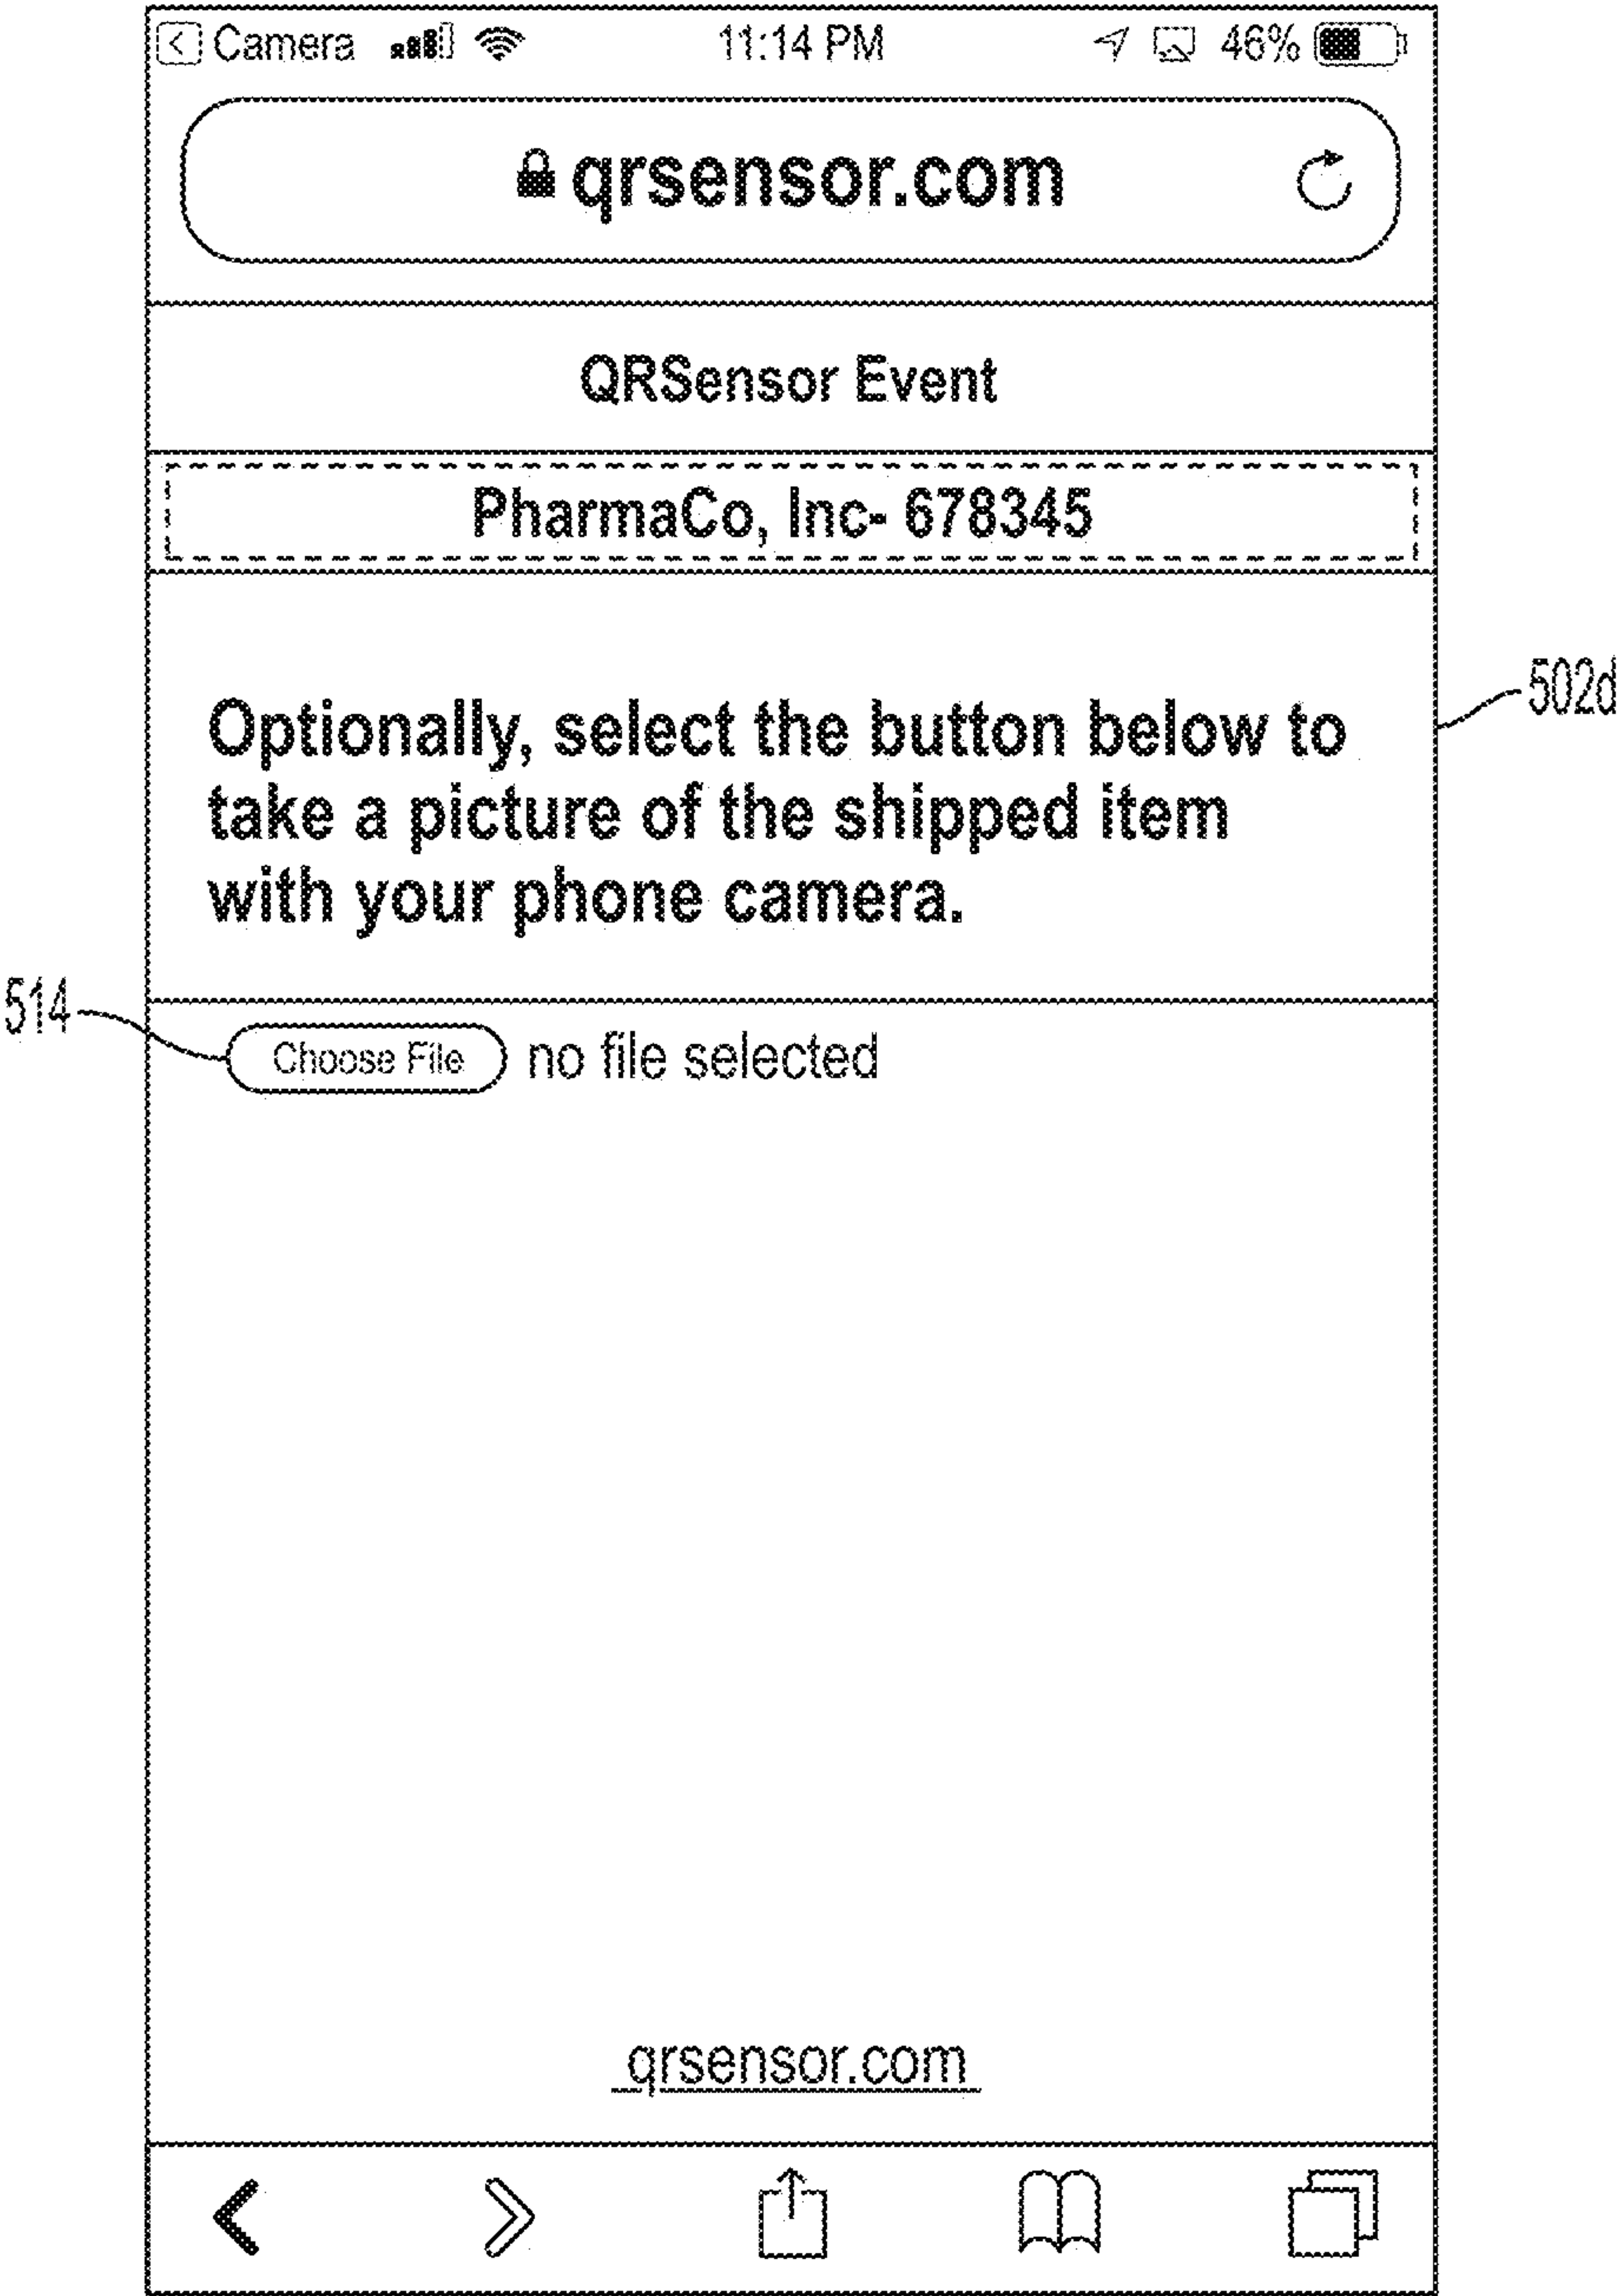 Camera 11:14 PM 46%
qrsensor.com
QRSensor Event
PharmaCo, Inc- 678345
502d
Optionally, select the button below to
take a picture of the shipped item
with your phone camera.
514
Choose File no file selected
qrsensor.com